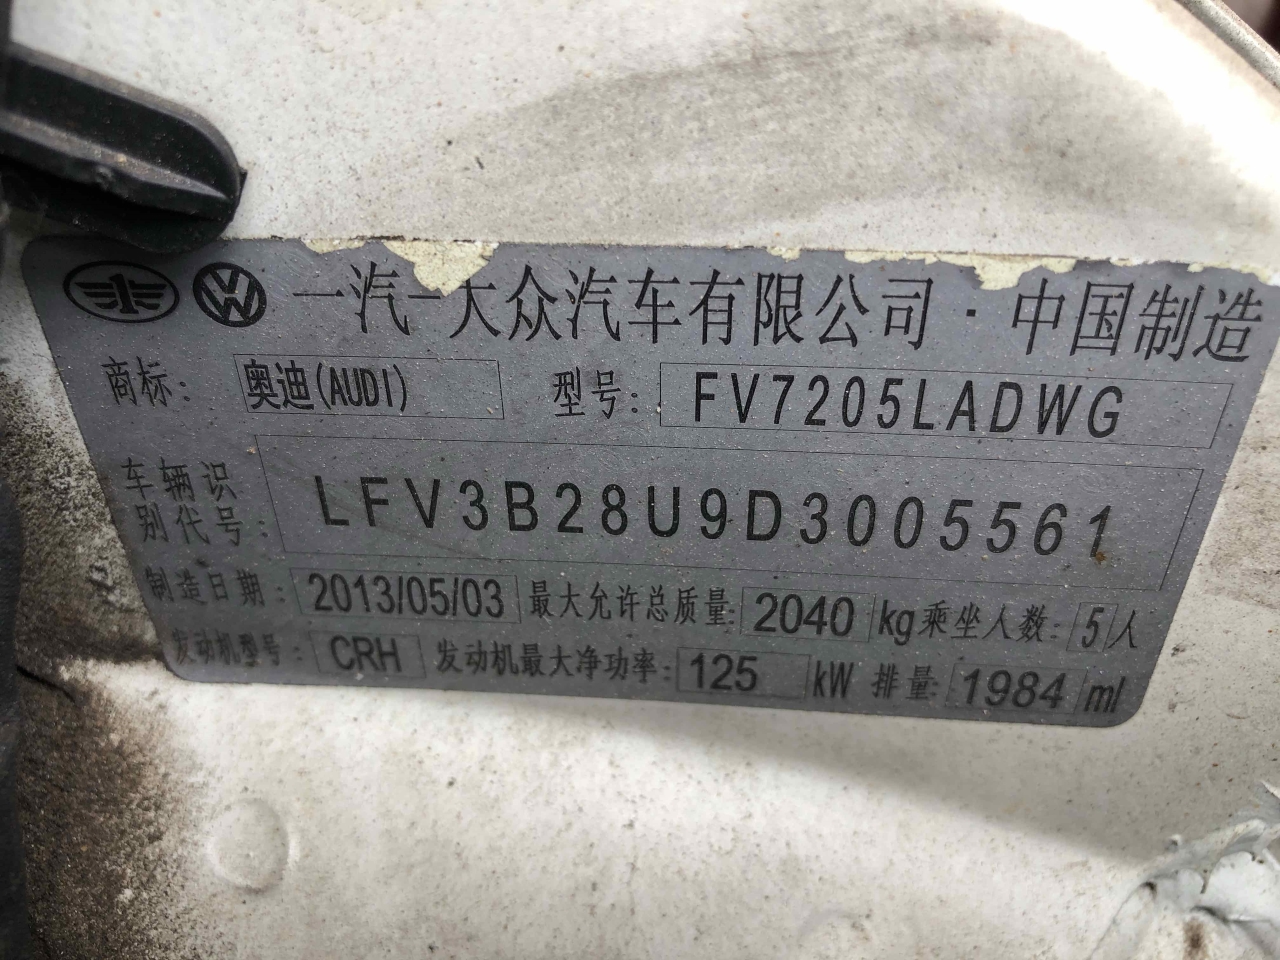 一汽-大众汽车有限公司·中国制造
商标: 奥迪(AUDI) 型号: FV7205LADWG
车辆识别代号: LFV3B28U9D3005561
制造日期: 2013/05/03 最大允许总质量: 2040 kg 乘坐人数: 5 人
发动机型号: CRH 发动机最大净功率: 125 kW 排量: 1984 ml